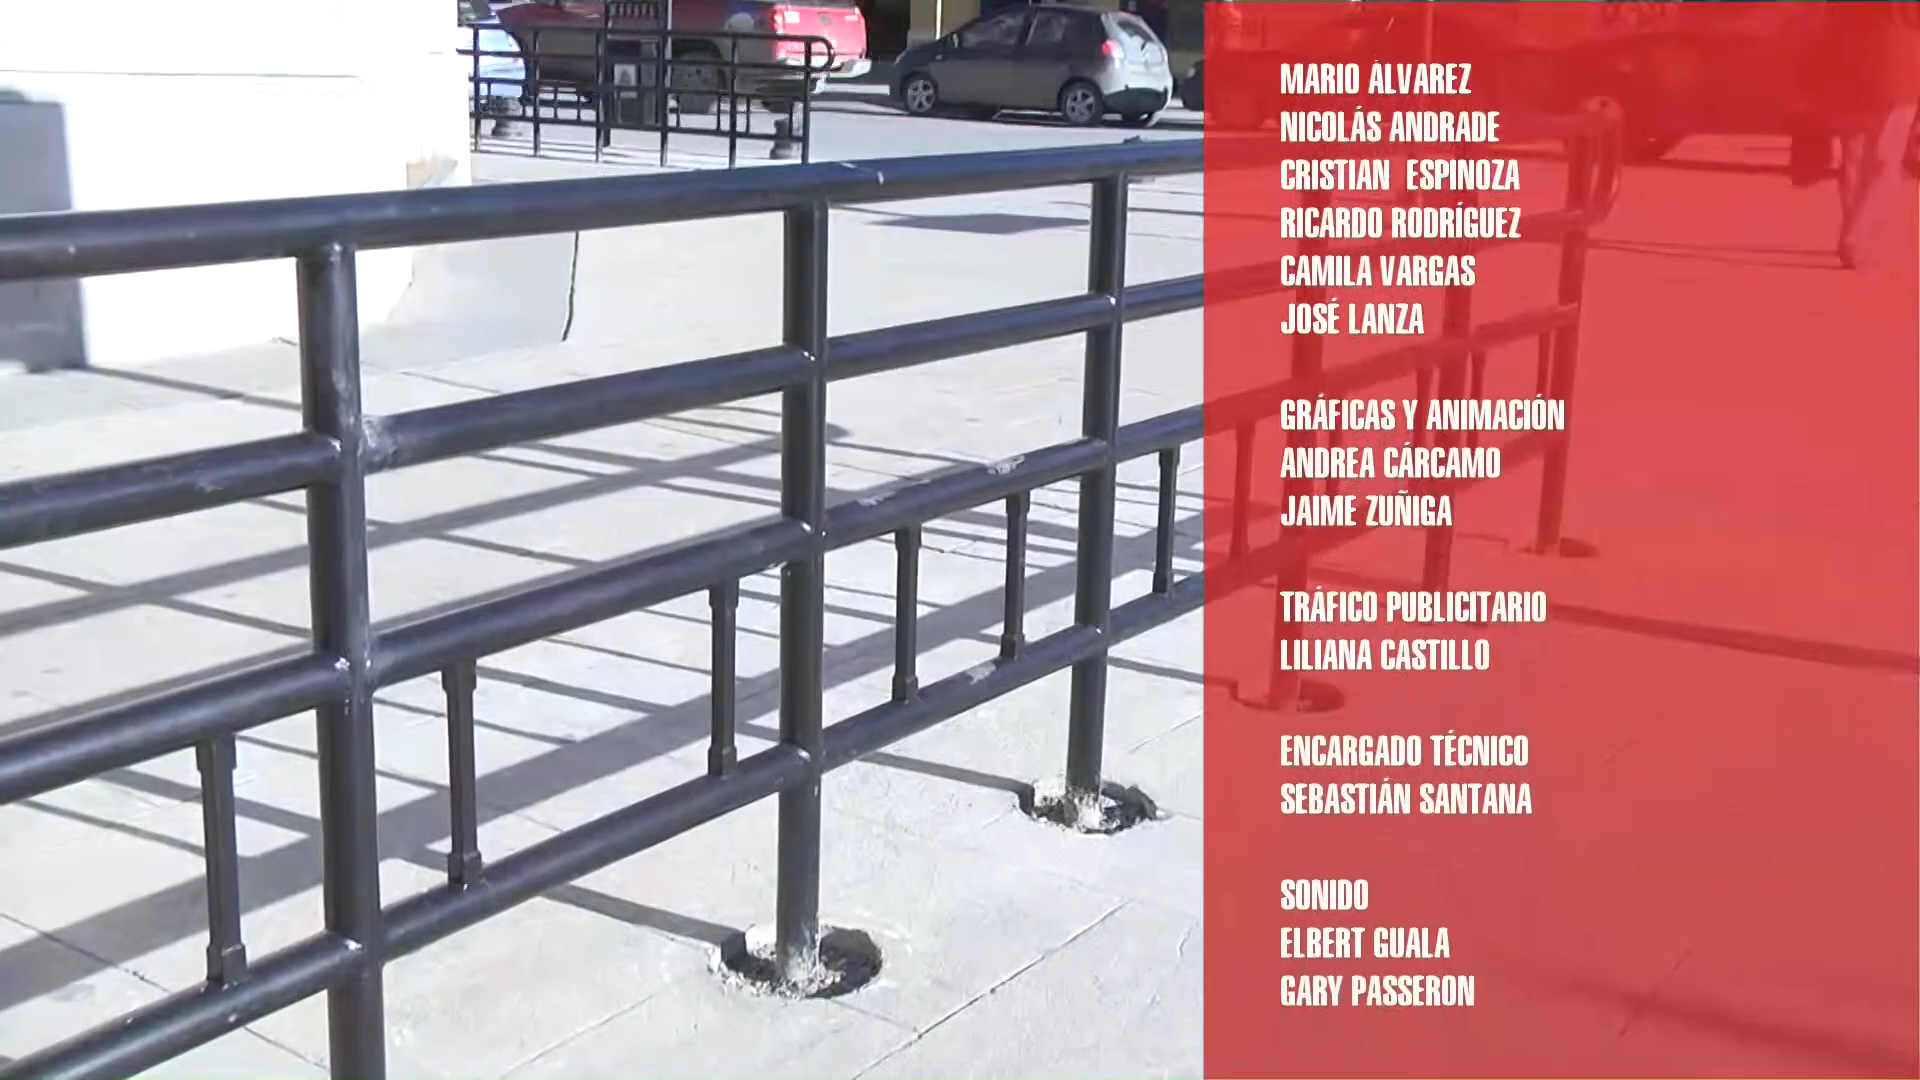 MARIO ÁLVAREZ
NICOLÁS ANDRADE
CRISTIAN  ESPINOZA
RICARDO RODRÍGUEZ
CAMILA VARGAS
JOSÉ LANZA
GRÁFICAS Y ANIMACIÓN
ANDREA CÁRCAMO
JAIME ZUÑIGA
TRÁFICO PUBLICITARIO
LILIANA CASTILLO
ENCARGADO TÉCNICO
SEBASTIÁN SANTANA
SONIDO
ELBERT GUALA
GARY PASSERON